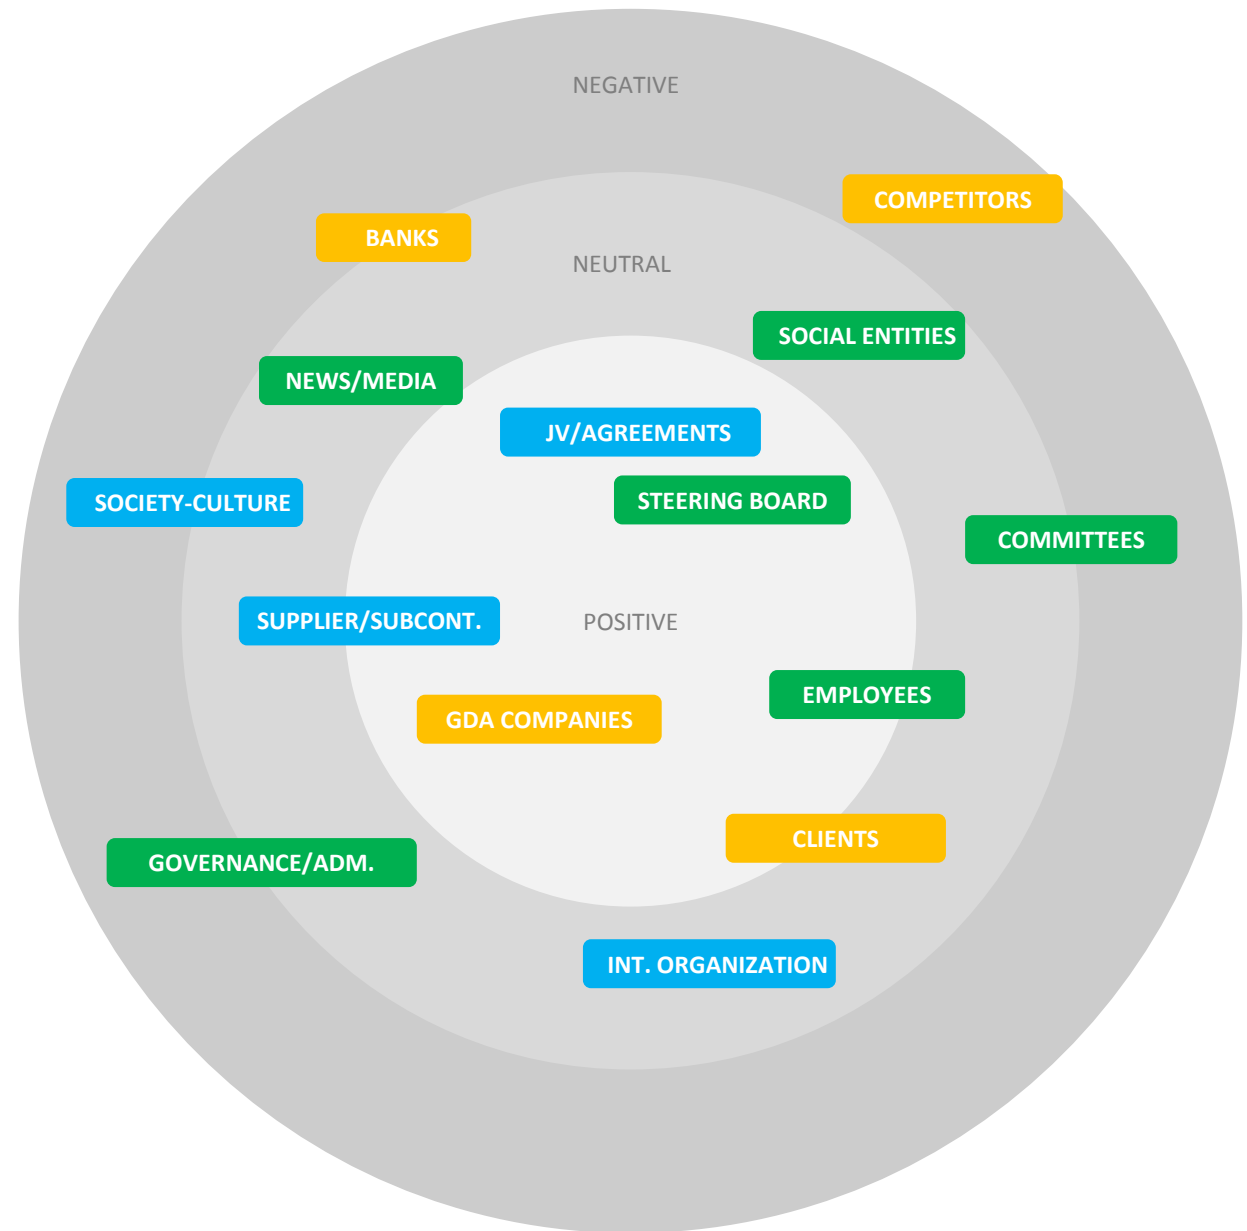 NEGATIVE
COMPETITORS
BANKS
NEUTRAL
SOCIAL ENTITIES
NEWS/MEDIA
JV/AGREEMENTS
STEERING BOARD
SOCIETY-CULTURE
COMMITTEES
SUPPLIER/SUBCONT.
POSITIVE
EMPLOYEES
GDA COMPANIES
CLIENTS
GOVERNANCE/ADM.
INT. ORGANIZATION